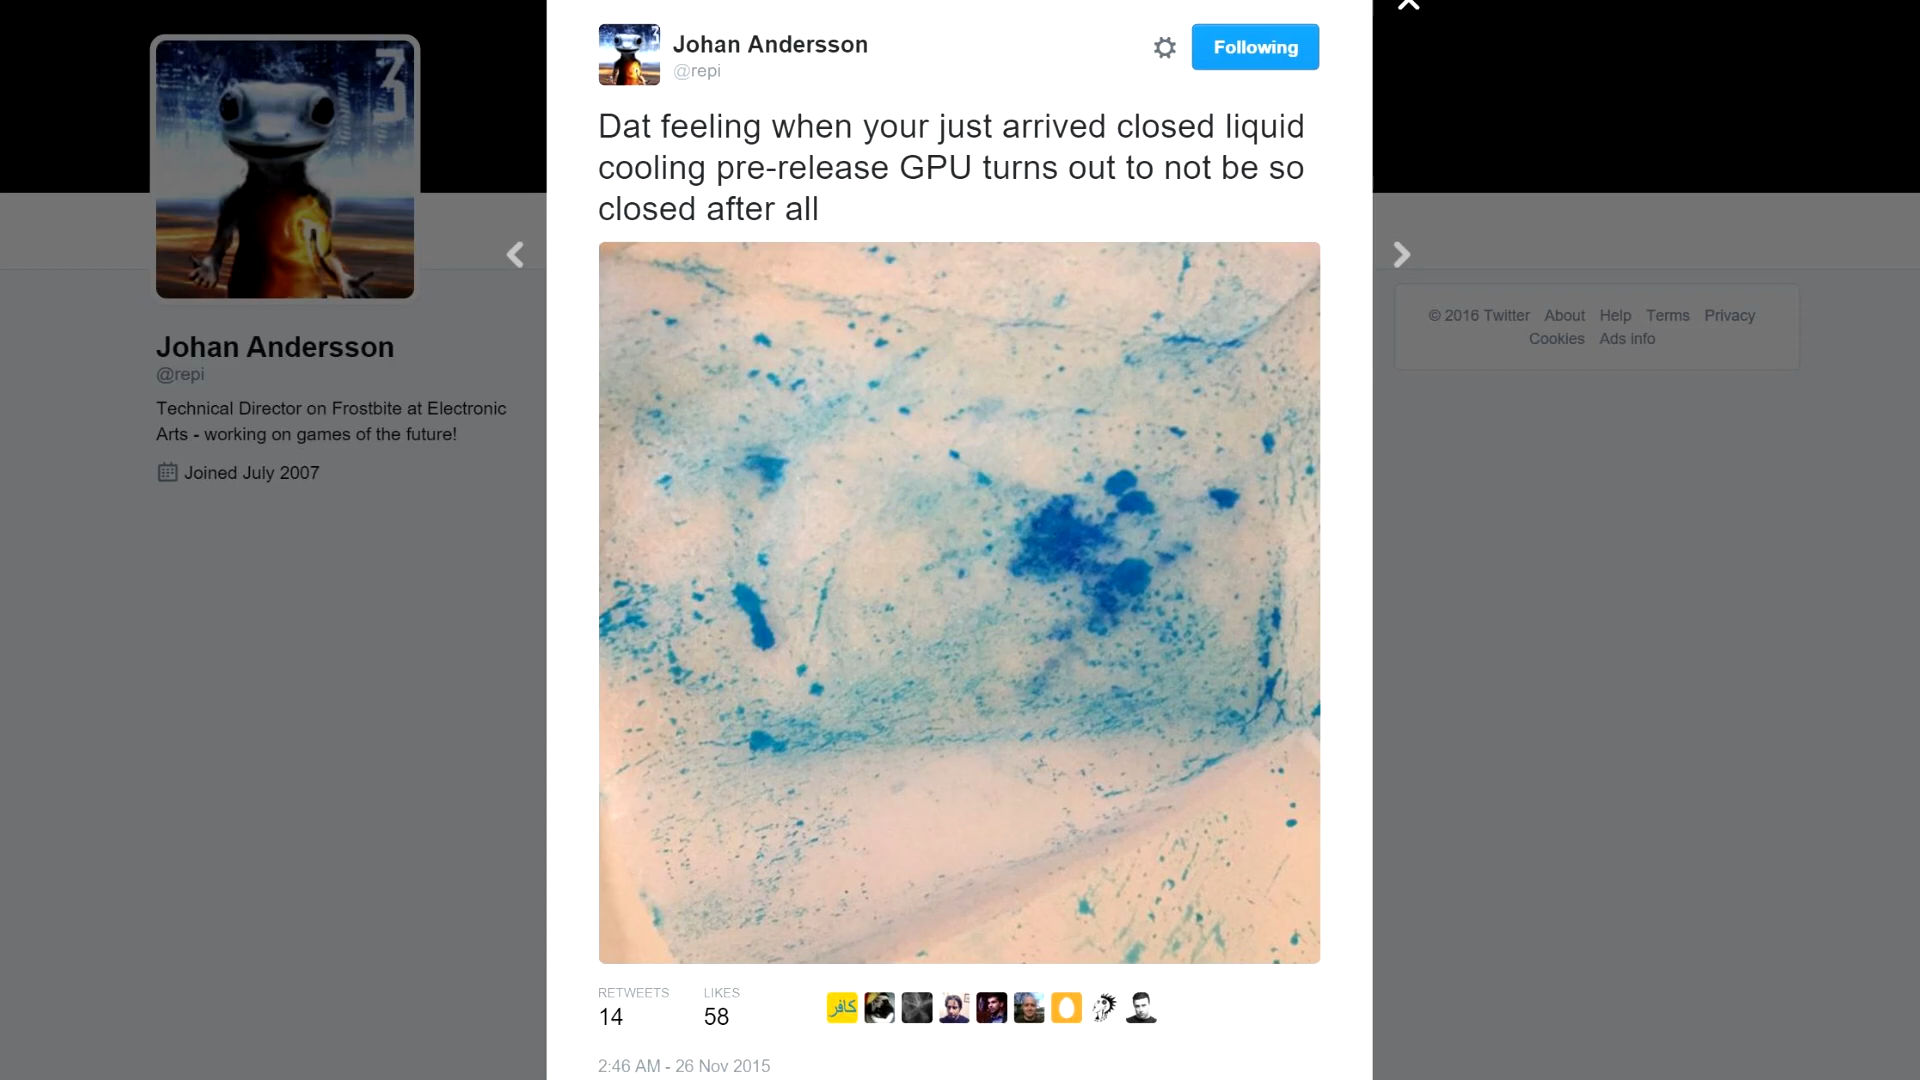 Johan Andersson
@repi
Following
Dat feeling when your just arrived closed liquid
cooling pre-release GPU turns out to not be so
closed after all
RETWEETS
14
LIKES
58
كافر
2:46 AM - 26 Nov 2015
3
Johan Andersson
@repi
Technical Director on Frostbite at Electronic
Arts - working on games of the future!
Joined July 2007
© 2016 Twitter About Help Terms Privacy
Cookies Ads info